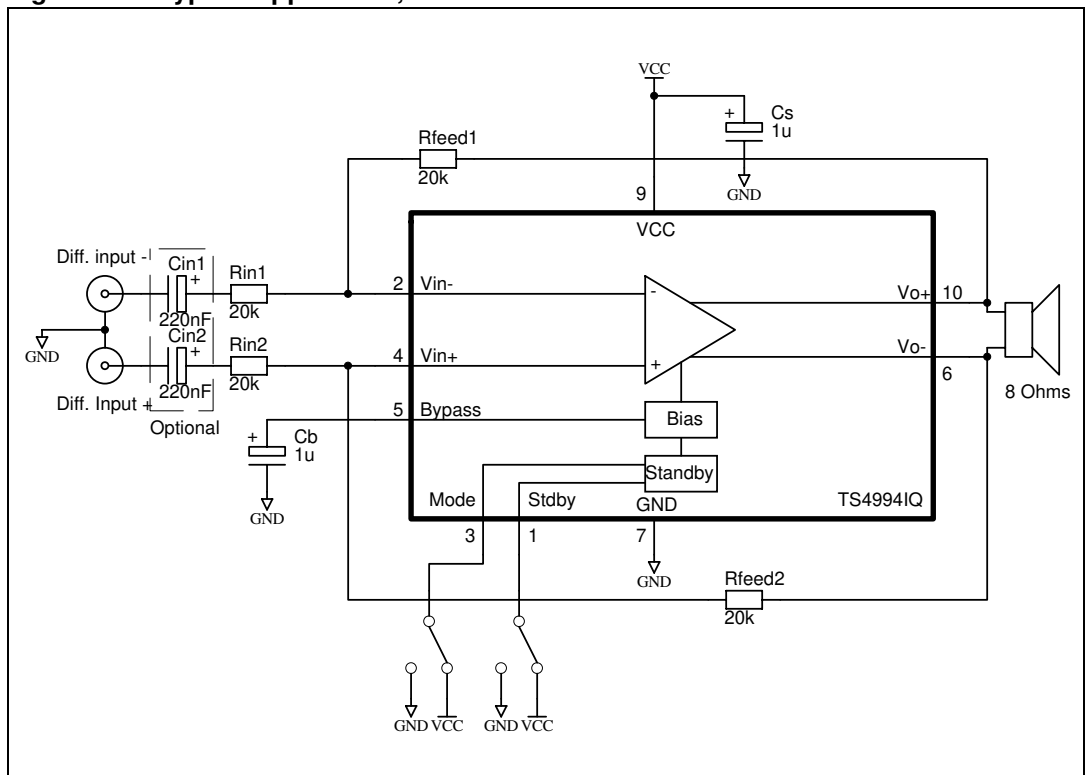 VCC
+ Cs
1u
GND
Rfeed1
20k
9
VCC
Diff. input -
Cin1
+
220nF
Rin1
20k
2 Vin-
-
Vo+ 10
GND
Cin2
+
220nF
Rin2
20k
4 Vin+
+
Vo-
6
8 Ohms
Diff. Input +
Optional
5 Bypass
Bias
+ Cb
1u
GND
Standby
Mode
Stdby
GND
TS4994IQ
3
1
7
GND
Rfeed2
20k
GND VCC
GND VCC